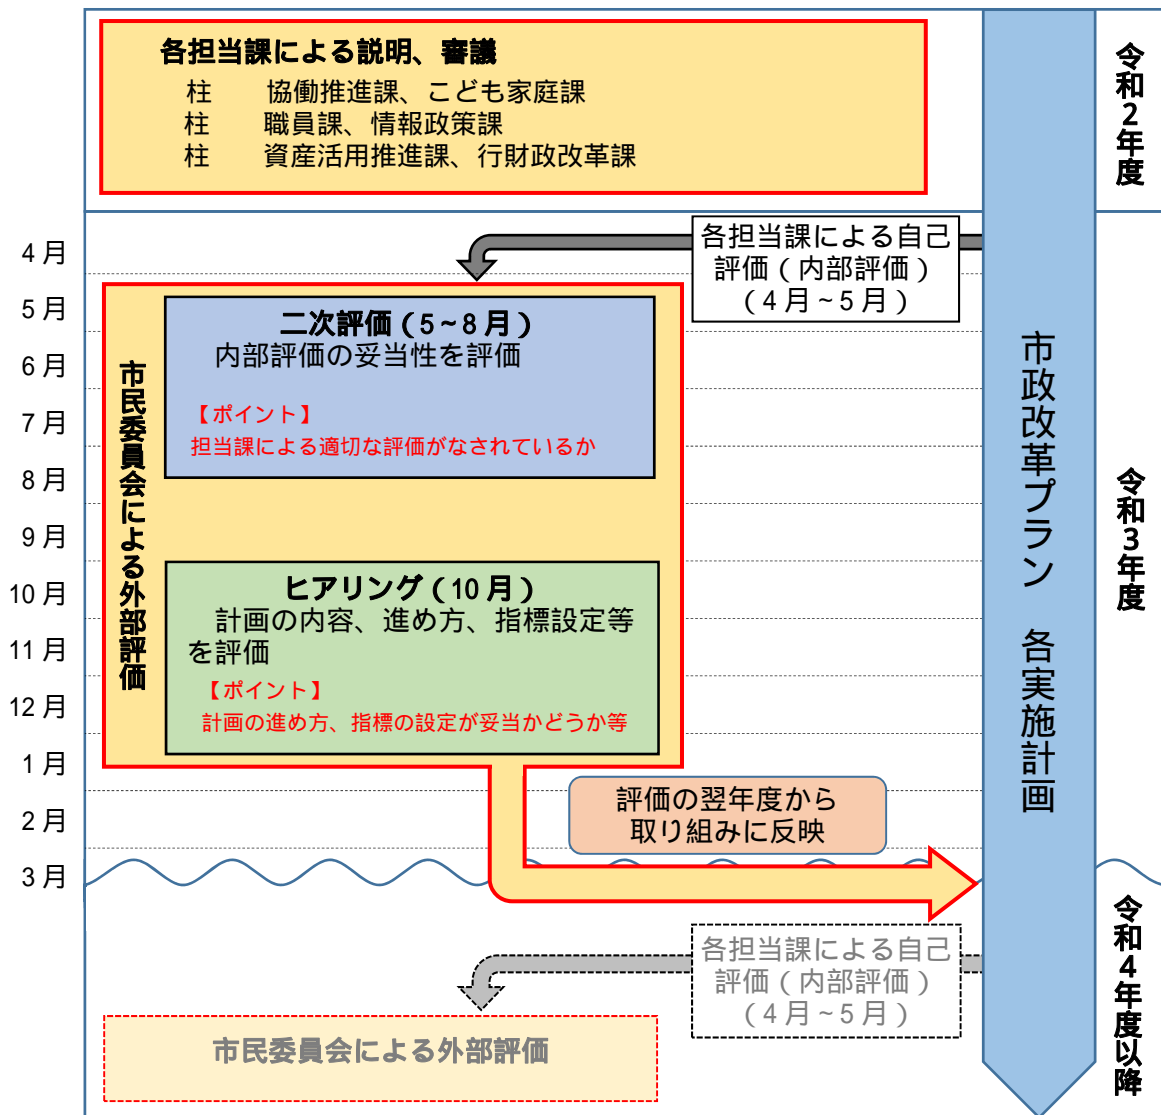 各担当課による説明、審議
柱　協働推進課、こども家庭課
柱　職員課、情報政策課
柱　資産活用推進課、行財政改革課
令和2年度
4月
5月
6月
7月
8月
9月
10月
11月
12月
1月
2月
3月
各担当課による自己
評価（内部評価）
（4月~5月）
市民委員会による外部評価
二次評価（5~8月）
内部評価の妥当性を評価
【ポイント】
担当課による適切な評価がなされているか
ヒアリング（10月）
計画の内容、進め方、指標設定等
を評価
【ポイント】
計画の進め方、指標の設定が妥当かどうか等
評価の翌年度から
取り組みに反映
市政改革プラン　各実施計画
令和3年度
各担当課による自己
評価（内部評価）
（4月~5月）
市民委員会による外部評価
令和4年度以降